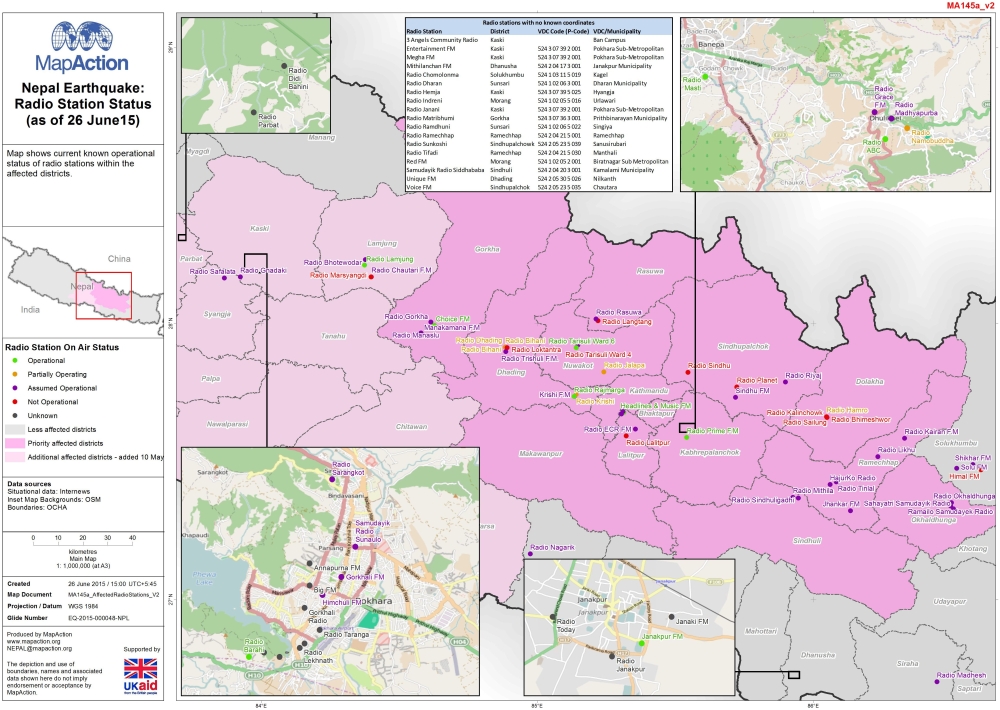 MA145a_v2
MapAction
Nepal Earthquake:
Radio Station Status
(as of 26 June15)
Map shows current known operational
status of radio stations within the
affected districts.
China
Nepal
India
Radio Station On Air Status
Operational
Partially Operating
Assumed Operational
Not Operational
Unknown
Less affected districts
Priority affected districts
Additional affected districts - added 10 May
Data sources
Situational data: Internews
Inset Map Backgrounds: OSM
Boundaries: OCHA
0 10 20 30 40
kilometres
Main Map
1: 1,000,000 (at A3)
Created 26 June 2015 / 15:00 UTC+5:45
Map Document MA145a_AffectedRadioStations_V2
Projection / Datum WGS 1984
Glide Number EQ-2015-000048-NPL
Produced by MapAction
www.mapaction.org
NEPAL@mapaction.org
Supported by
The depiction and use of
boundaries, names and associated
data shown here do not imply
endorsement or acceptance by
MapAction.
UKaid
from the British people
Radio stations with no known coordinates
Radio Station District VDC Code (P-Code) VDC/Municipality
3 Angels Community Radio Kaski Ban Campus
Entertainment FM Kaski 524 3 07 39 2 001 Pokhara Sub-Metropolitan
Megha FM Kaski 524 3 07 39 2 001 Pokhara Sub-Metropolitan
Mithilanchan FM Dhanusha 524 2 04 17 3 001 Janakpur Municipality
Radio Chomolonma Solukhumbu 524 1 03 11 5 019 Kagel
Radio Dharan Sunsari 524 1 02 06 3 001 Dharan Municipality
Radio Hemja Kaski 524 3 07 39 5 025 Hyangja
Radio Indreni Morang 524 1 02 05 5 016 Urlawari
Radio Janani Kaski 524 3 07 39 2 001 Pokhara Sub-Metropolitan
Radio Matribhumi Gorkha 524 3 07 36 3 001 Prithbinarayan Municipality
Radio Ramdhuni Sunsari 524 1 02 06 5 022 Singiya
Radio Ramechhap Ramechhap 524 2 04 21 5 001 Ramechhap
Radio Sunkoshi Sindhupalchowk 524 2 05 23 5 039 Sanusirubari
Radio Tifadi Ramechhap 524 2 04 21 5 030 Manthali
Red FM Morang 524 1 02 05 2 001 Biratnagar Sub Metropolitan
Samudayik Radio Siddhababa Sindhuli 524 2 04 20 3 001 Kamalami Municipality
Unique FM Dhading 524 2 05 30 5 026 Nilkanth
Voice FM Sindhupalchok 524 2 05 23 5 035 Chautara
Radio
Didi
Bahini
Radio
Parbat
Bade-Tole
Banepa
Godam Chowk
Radio
Masti
Radio
Grace
F.M
Radio
Madhyapurba
Dhulikhel
Radio
Namobuddha
Radio
ABC
Chaukot
29°N
28°N
27°N
Myagdi
Manang
Kaski
Lamjung
Gorkha
Rasuwa
Parbat
Syangja
Tanahu
Palpa
Nawalparasi
Chitawan
Dhading
Nuwakot
Sindhupalchok
Dolakha
Kathmandu
Bhaktapur
Lalitpur
Makawanpur
Kabhrepalanchok
Ramechhap
Solukhumbu
Okhaldhunga
Sindhuli
Khotang
Udayapur
Mahottari
Dhanusha
Siraha
Saptari
Radio Safalata
Radio Gnadaki
Radio Bhotewodar
Radio Lamjung
Radio Marsyangdi
Radio Chautari F.M
Radio Gorkha
Choice FM
Manakamana F.M
Radio Manaslu
Radio Dhading
Radio Bihani
Radio Bihani
Radio Loktantra
Radio Trishuli F.M
Radio Rasuwa
Radio Langtang
Radio Tarisuli Ward 6
Radio Tarisuli Ward 4
Radio Jalapa
Krishi F.M
Radio Rajmarga
Radio Krishi
Headlines & Music FM
Radio ECR FM
Radio Lalitpur
Radio Sindhu
Radio Planet
Sindhu FM
Radio Riyaj
Radio Prime F.M
Radio Kalinchowk
Radio Hamro
Radio Sailung
Radio Bhimeshwor
Radio Kairan F.M
Radio Likhu
Shikhar FM
Solu FM
Himal FM
HajurKo Radio
Radio Mithila
Radio Tinlal
Radio Sindhuligadhi
Jhankar FM
Sahayatri Samudayik Radio
Radio Okhaldhunga
Ramailo Samudayek Radio
Radio Nagarik
Radio Madhesh
Sarangkot
Radio
Sarangkot
Bindavasani
Khapaudi
Phewa
Lake
Parsang
Samudayik
Radio
Sunaulo
Annapurna FM
Gorkhali FM
Big FM
Himchuli FM
Pokhara
Gorkhali
Radio
Radio Taranga
Radio
Barahi
Radio
Lekhnath
H10
H04
Janakpur
Janakpur
Radio
Today
Janaki FM
Janakpur FM
Radio
Janakpur
84°E
85°E
86°E